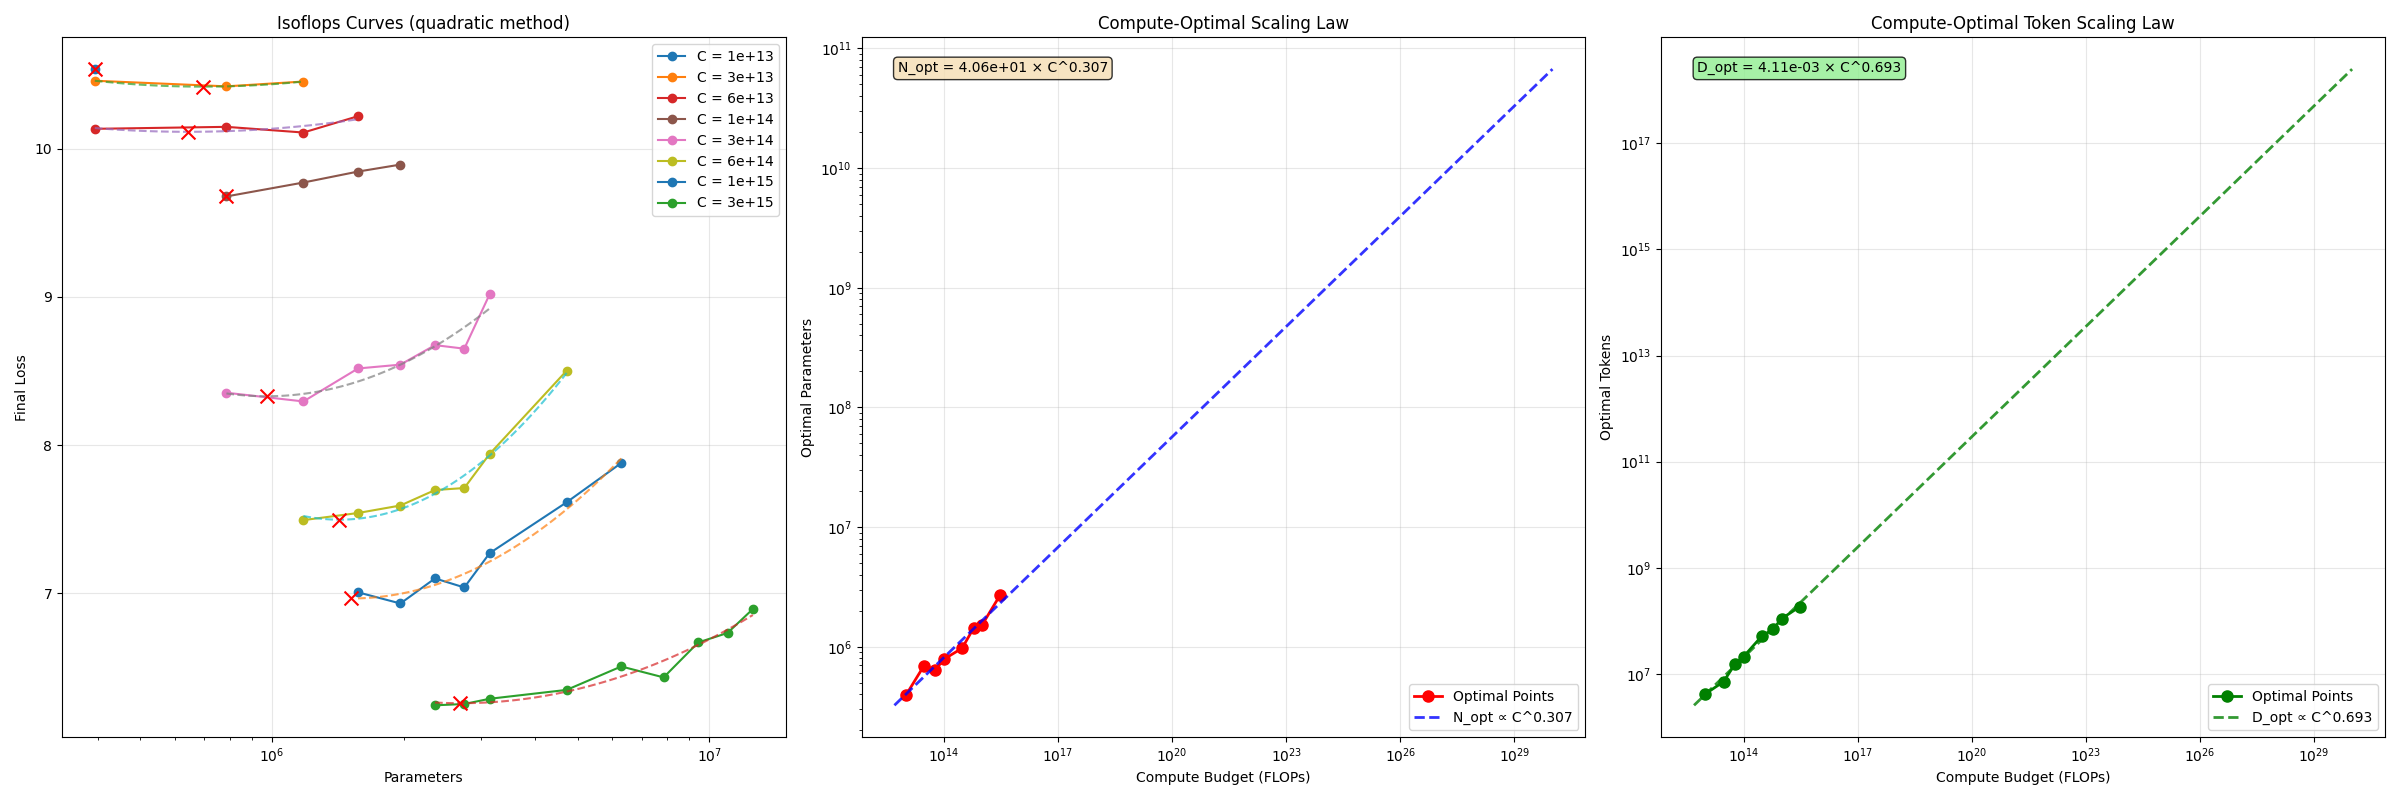 Isoflops Curves (quadratic method)
Final Loss
10
9
8
7
10^6
10^7
Parameters
C = 1e+13
C = 3e+13
C = 6e+13
C = 1e+14
C = 3e+14
C = 6e+14
C = 1e+15
C = 3e+15
Compute-Optimal Scaling Law
N_opt = 4.06e+01 × C^0.307
Optimal Parameters
10^11
10^10
10^9
10^8
10^7
10^6
10^14
10^17
10^20
10^23
10^26
10^29
Compute Budget (FLOPs)
Optimal Points
N_opt ∝ C^0.307
Compute-Optimal Token Scaling Law
D_opt = 4.11e-03 × C^0.693
Optimal Tokens
10^17
10^15
10^13
10^11
10^9
10^7
10^14
10^17
10^20
10^23
10^26
10^29
Compute Budget (FLOPs)
Optimal Points
D_opt ∝ C^0.693